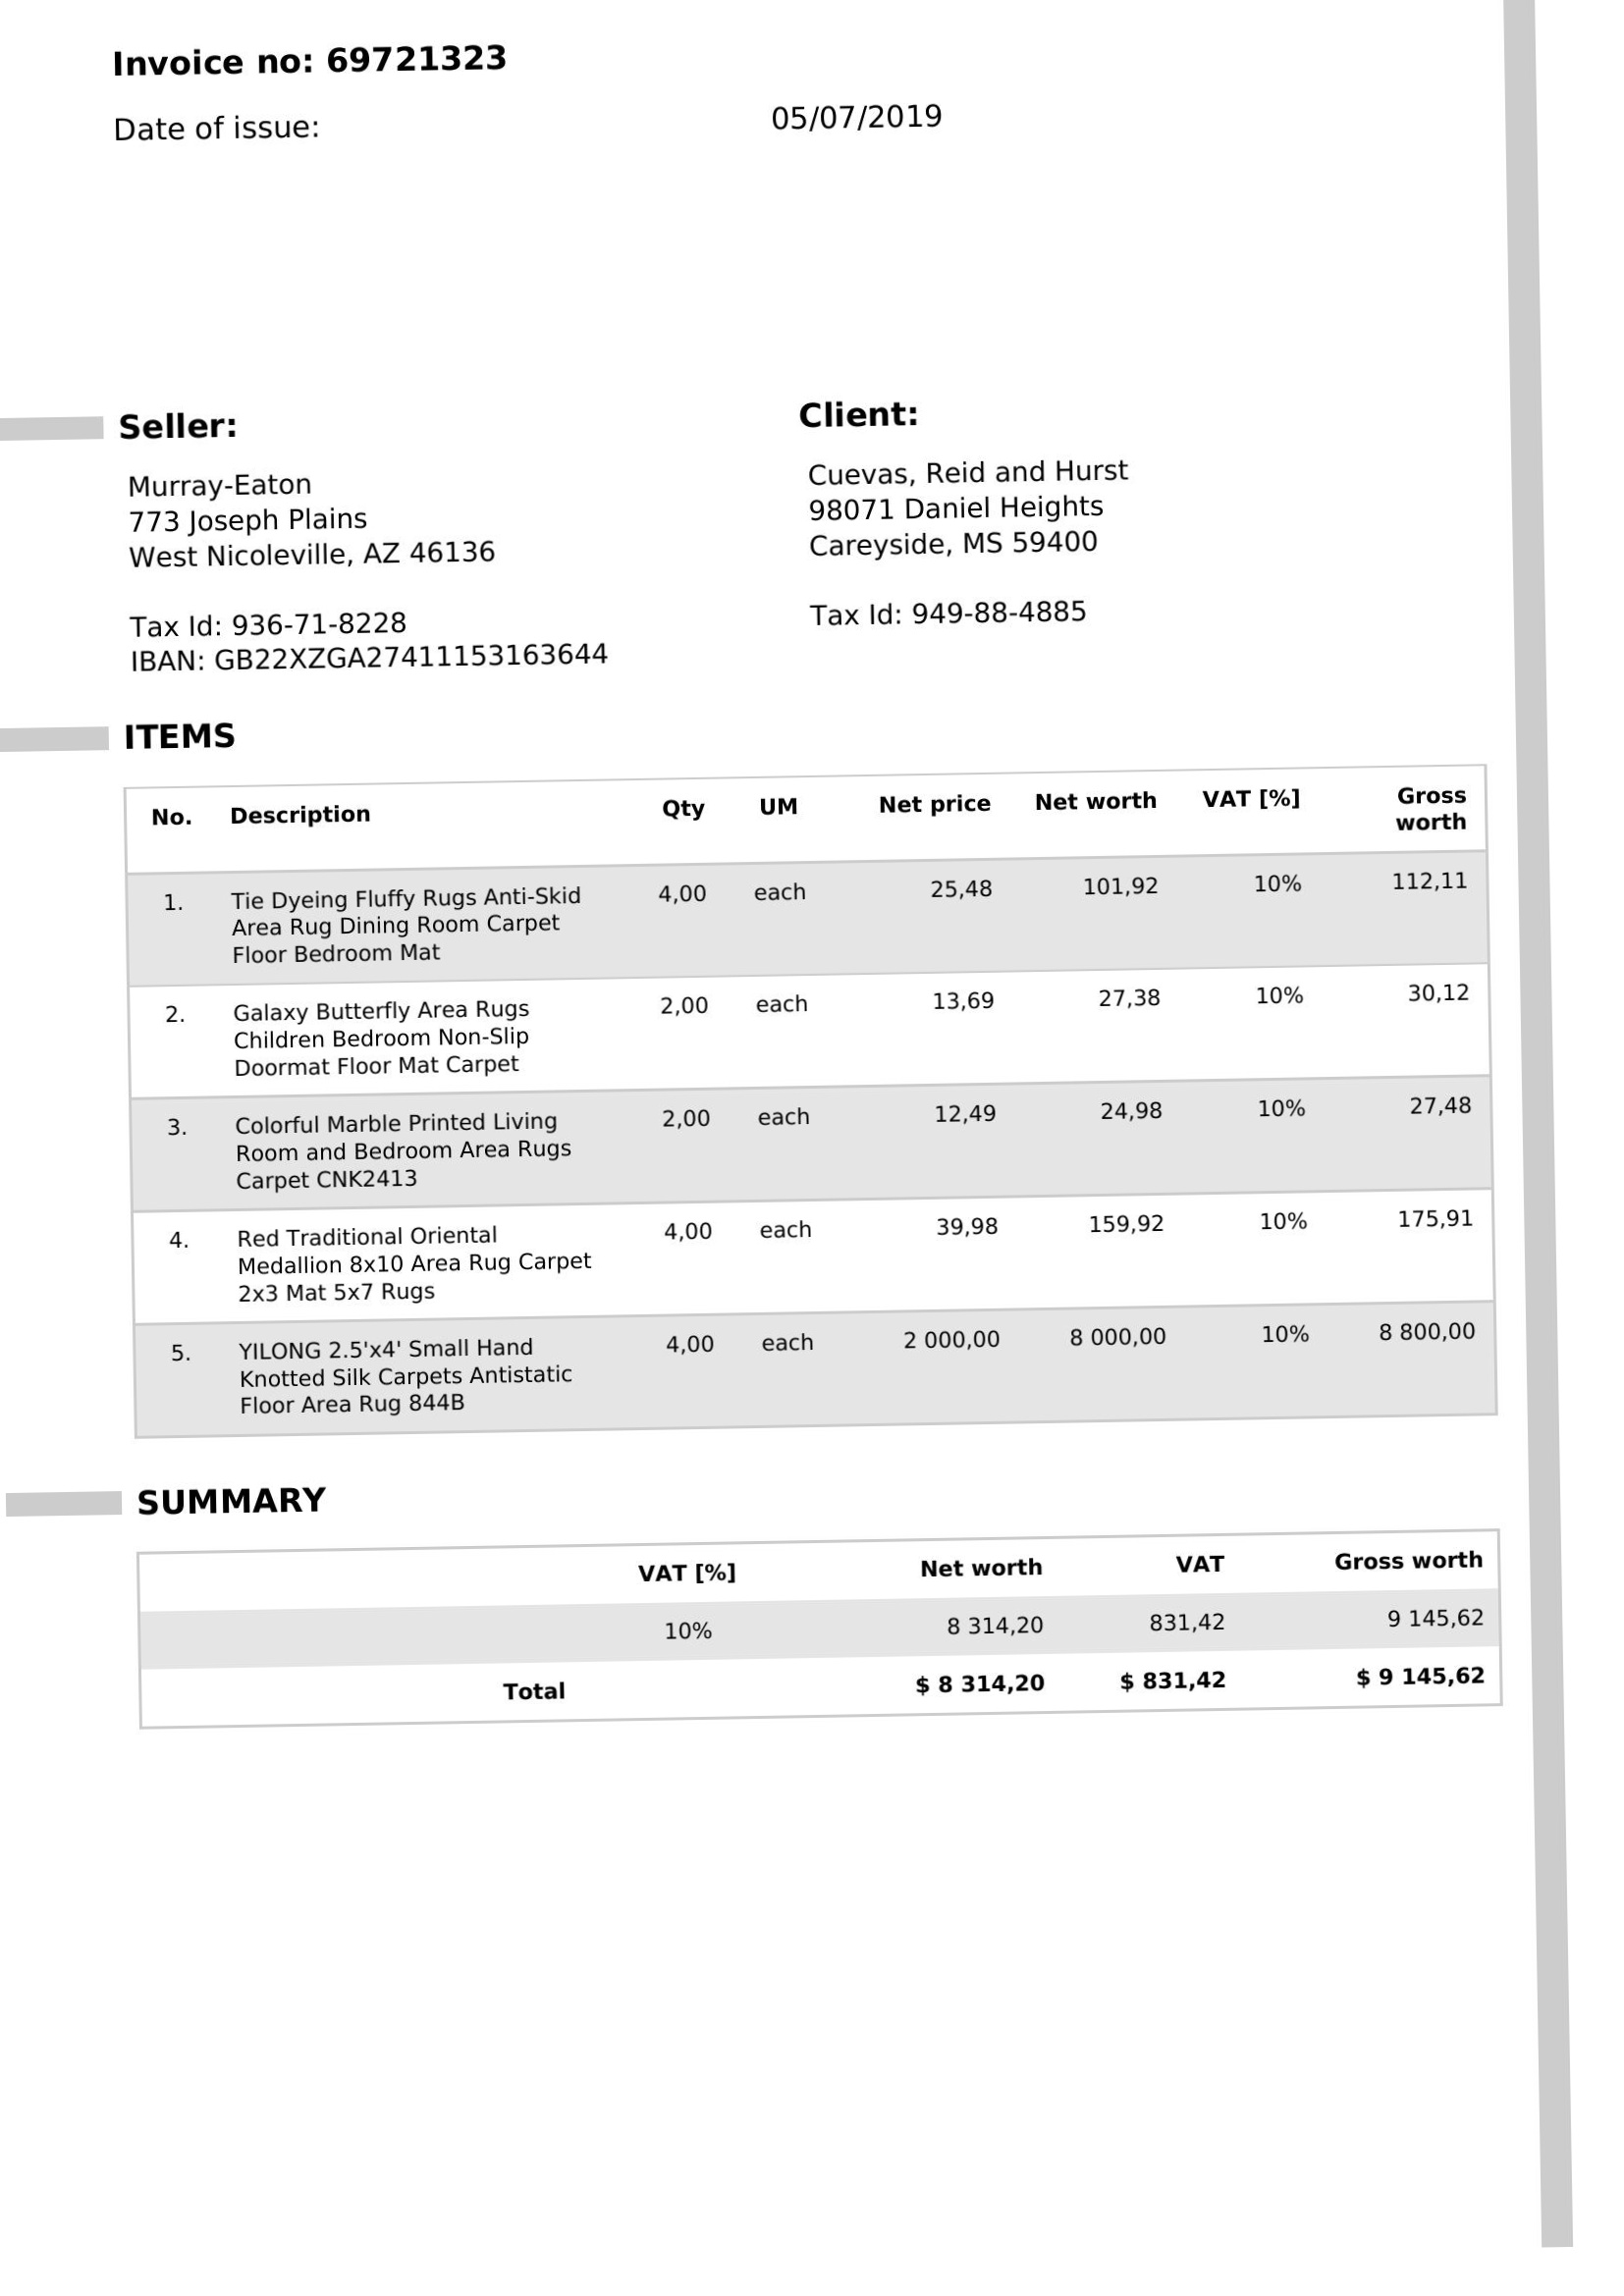 Invoice no: 69721323
Date of issue: 05/07/2019
Seller:
Murray-Eaton
773 Joseph Plains
West Nicoleville, AZ 46136
Tax Id: 936-71-8228
IBAN: GB22XZGA27411153163644
Client:
Cuevas, Reid and Hurst
98071 Daniel Heights
Careyside, MS 59400
Tax Id: 949-88-4885
ITEMS
No. Description Qty UM Net price Net worth VAT [%] Gross
worth
1. Tie Dyeing Fluffy Rugs Anti-Skid 4,00 each 25,48 101,92 10% 112,11
Area Rug Dining Room Carpet
Floor Bedroom Mat
2. Galaxy Butterfly Area Rugs 2,00 each 13,69 27,38 10% 30,12
Children Bedroom Non-Slip
Doormat Floor Mat Carpet
3. Colorful Marble Printed Living 2,00 each 12,49 24,98 10% 27,48
Room and Bedroom Area Rugs
Carpet CNK2413
4. Red Traditional Oriental 4,00 each 39,98 159,92 10% 175,91
Medallion 8x10 Area Rug Carpet
2x3 Mat 5x7 Rugs
5. YILONG 2.5'x4' Small Hand 4,00 each 2 000,00 8 000,00 10% 8 800,00
Knotted Silk Carpets Antistatic
Floor Area Rug 844B
SUMMARY
VAT [%] Net worth VAT Gross worth
10% 8 314,20 831,42 9 145,62
Total $ 8 314,20 $ 831,42 $ 9 145,62